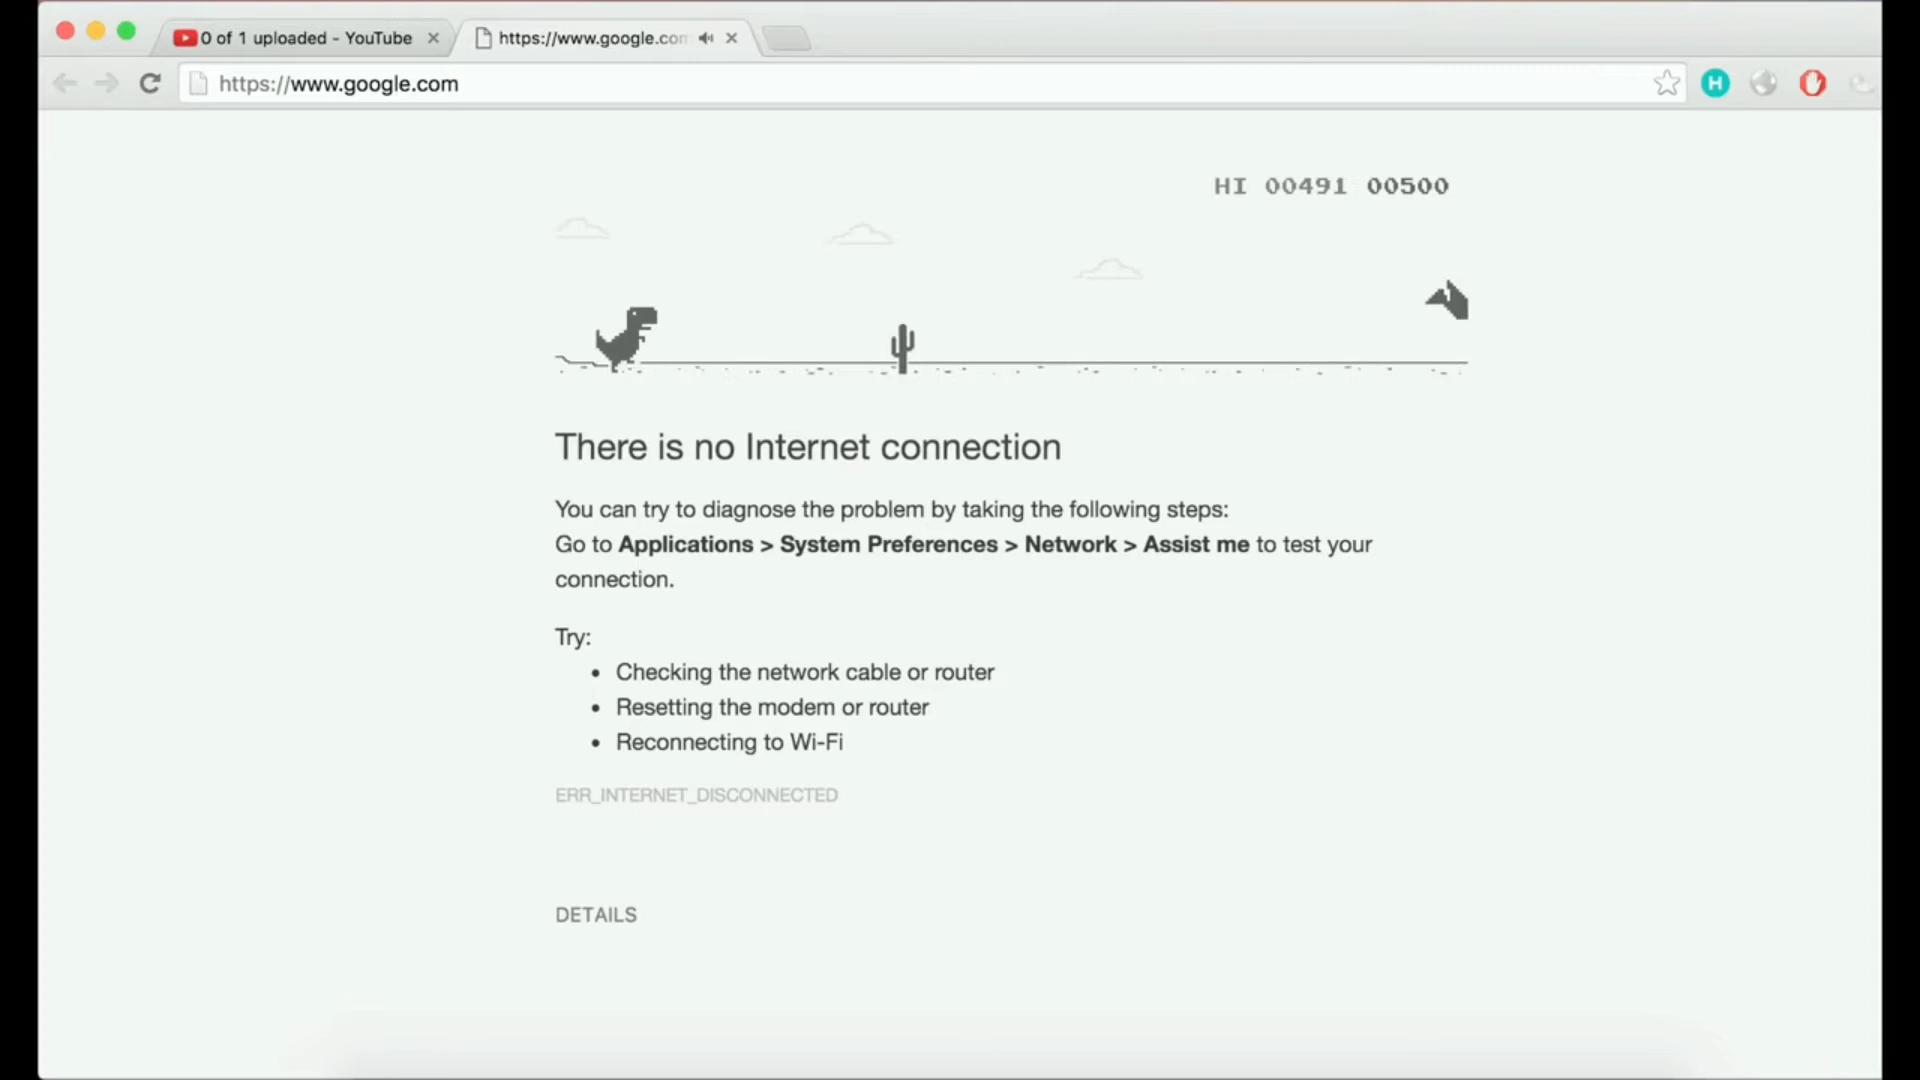 0 of 1 uploaded - YouTube
https://www.google.com
https://www.google.com
H
HI 00491 00500
There is no Internet connection
You can try to diagnose the problem by taking the following steps:
Go to Applications > System Preferences > Network > Assist me to test your
connection.
Try:
Checking the network cable or router
Resetting the modem or router
Reconnecting to Wi-Fi
ERR_INTERNET_DISCONNECTED
DETAILS